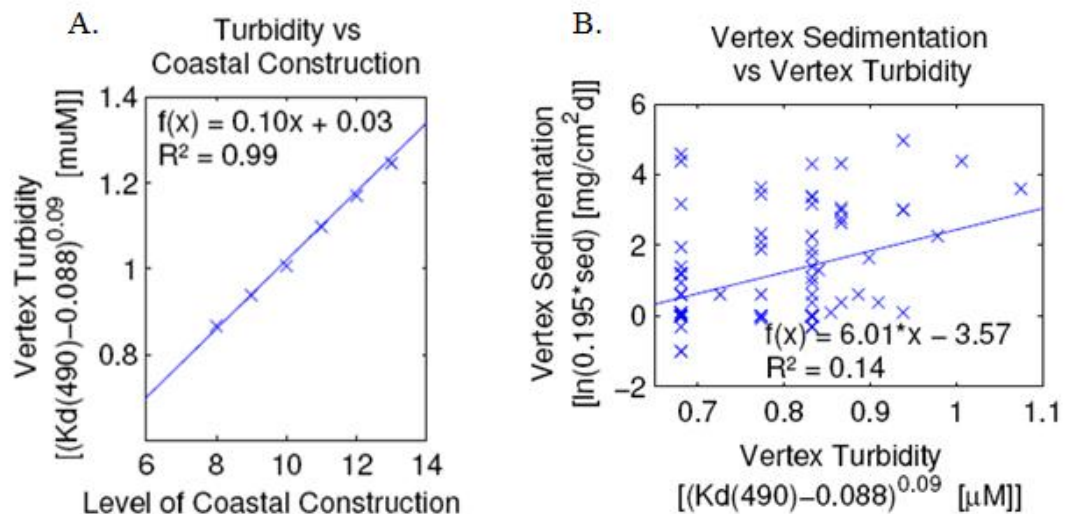 A.
Turbidity vs
Coastal Construction
f(x) = 0.10x + 0.03
R² = 0.99
Vertex Turbidity
[(Kd(490)−0.088)^0.09 [muM]]
1.4
1.2
1
0.8
6 8 10 12 14
Level of Coastal Construction
B.
Vertex Sedimentation
vs Vertex Turbidity
Vertex Sedimentation
[ln(0.195*sed) [mg/cm²d]]
6
4
2
0
−2
f(x) = 6.01*x − 3.57
R² = 0.14
0.7 0.8 0.9 1 1.1
Vertex Turbidity
[(Kd(490)−0.088)^0.09 [μM]]